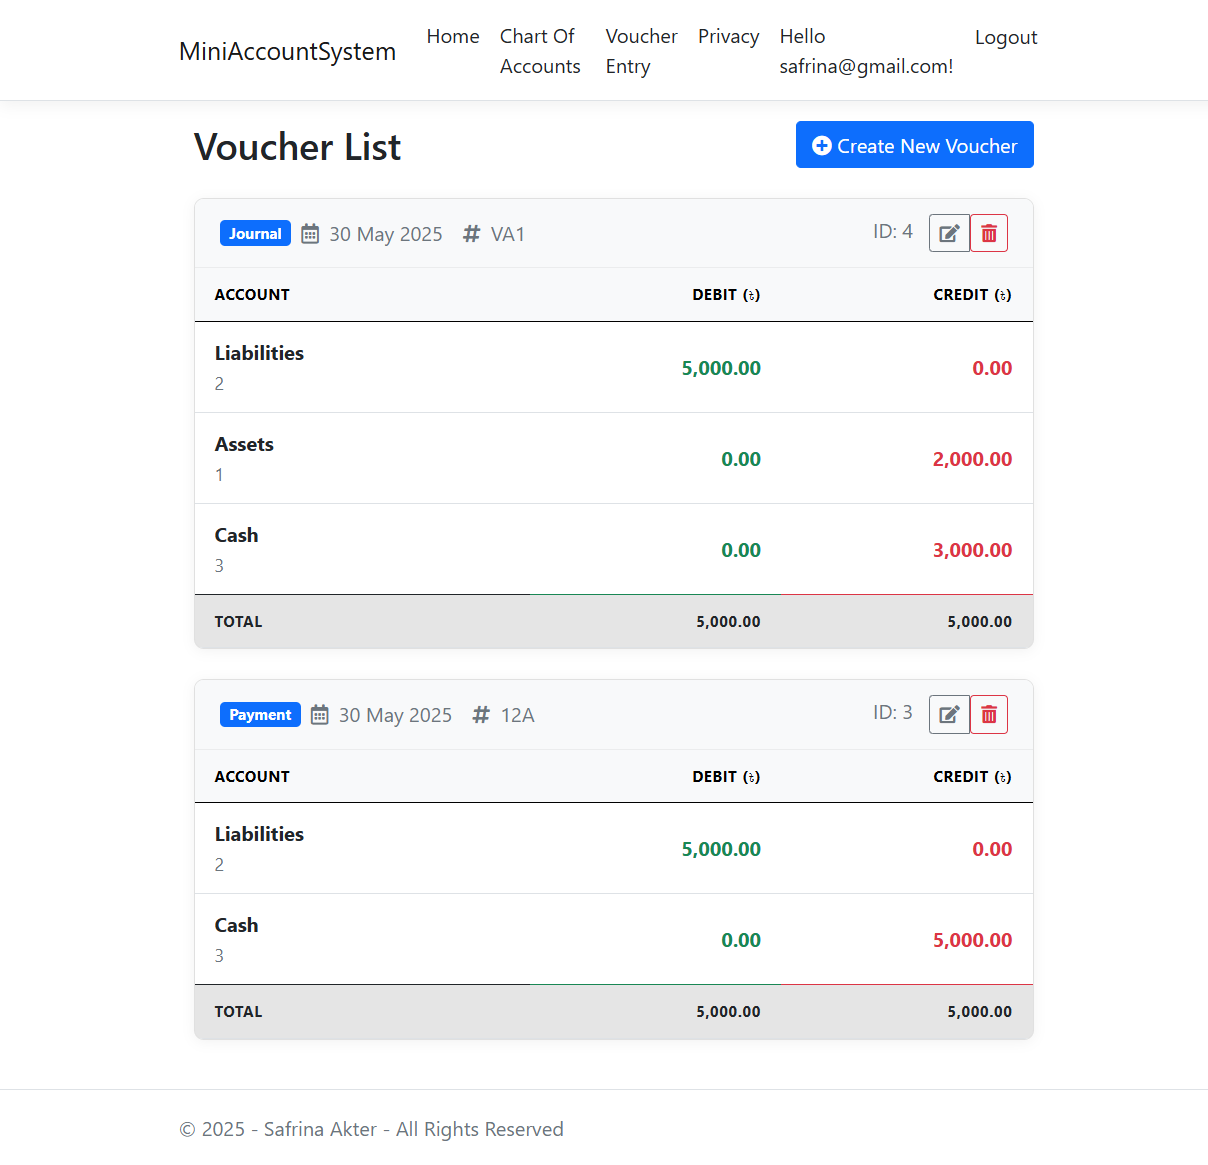 MiniAccountSystem Home Chart Of Accounts Voucher Entry Privacy Hello safrina@gmail.com! Logout
Voucher List Create New Voucher
Journal 30 May 2025 # VA1 ID: 4
ACCOUNT DEBIT (৳) CREDIT (৳)
Liabilities
2
5,000.00 0.00
Assets
1
0.00 2,000.00
Cash
3
0.00 3,000.00
TOTAL 5,000.00 5,000.00
Payment 30 May 2025 # 12A ID: 3
ACCOUNT DEBIT (৳) CREDIT (৳)
Liabilities
2
5,000.00 0.00
Cash
3
0.00 5,000.00
TOTAL 5,000.00 5,000.00
© 2025 - Safrina Akter - All Rights Reserved